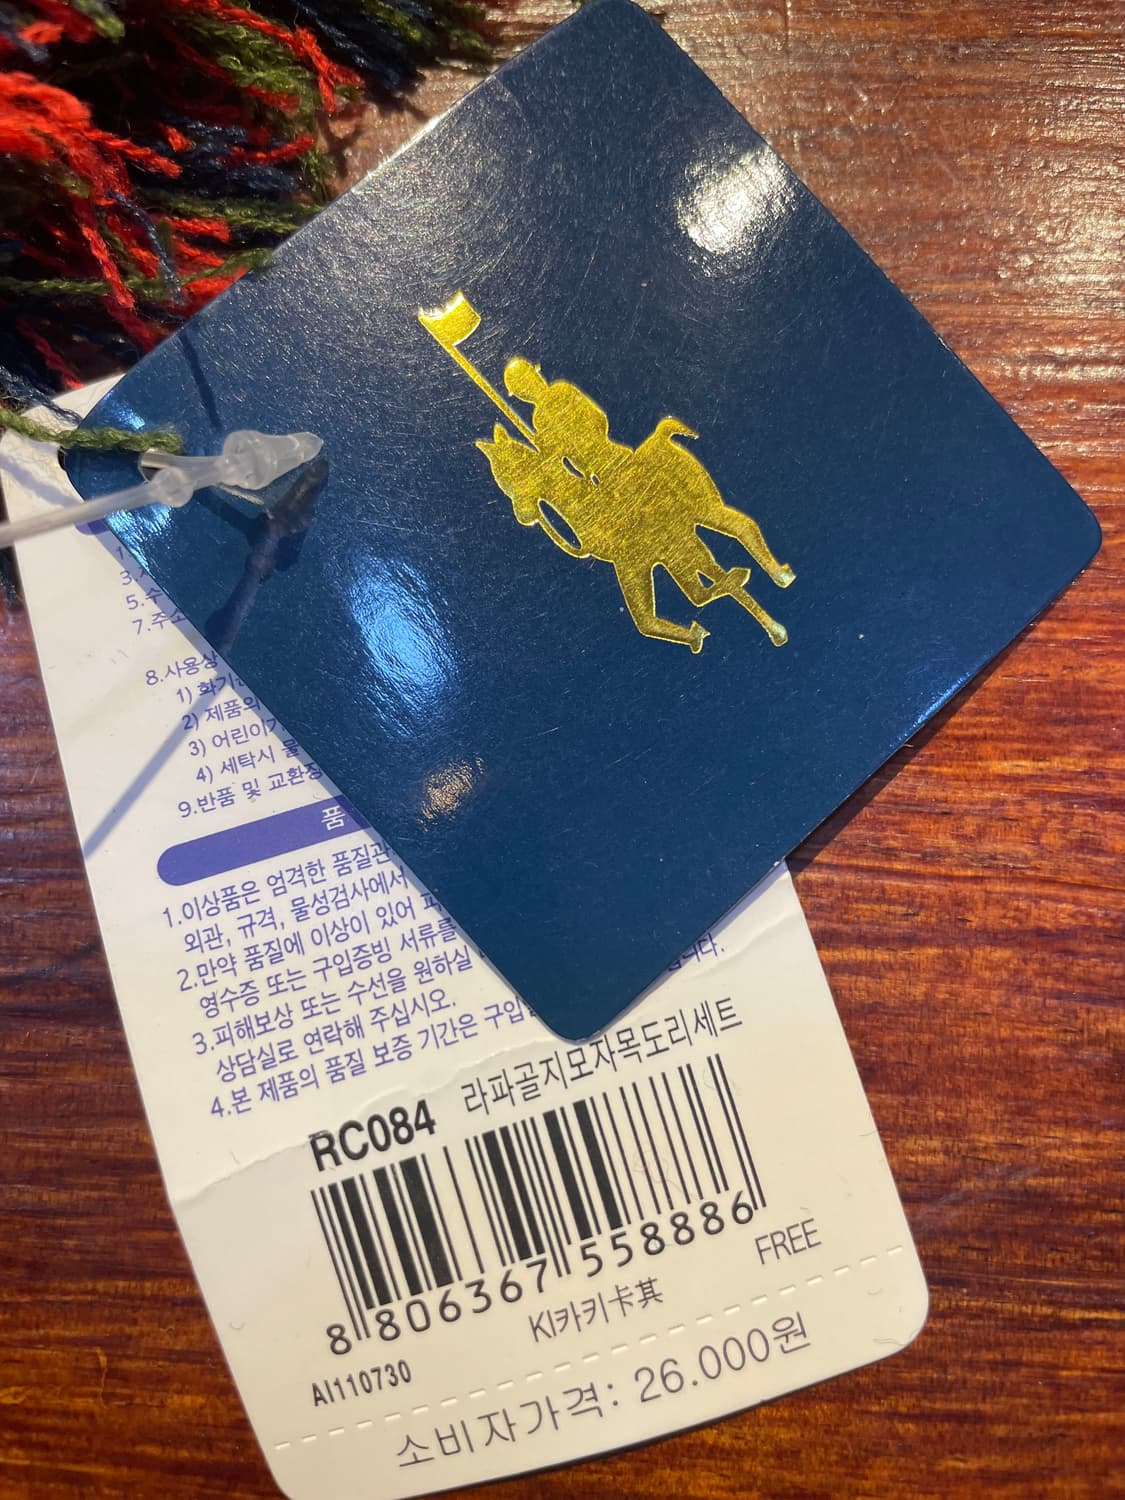 8.사용상
1) 화기
2) 제품의
3) 어린이가
4) 세탁시 물
9.반품 및 교환장
품
1.이상품은 엄격한 품질관
외관, 규격, 물성검사에서
2.만약 품질에 이상이 있어
영수증 또는 구입증빙 서류를
3.피해보상 또는 수선을 원하실 니다.
상담실로 연락해 주십시오.
4.본 제품의 품질 보증 기간은 구입
RC084 라파골지모자목도리세트
8 806367 558886
KI카키卡其 FREE
AI110730
소비자가격: 26.000원